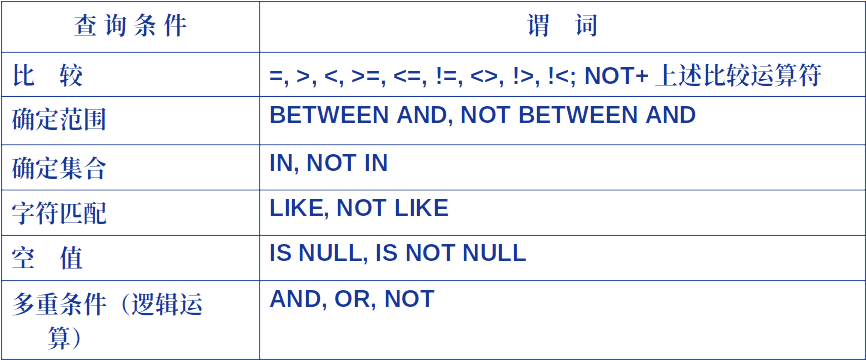 查 询 条 件 谓 词
比 较 =, >, <, >=, <=, !=, <>, !>, !<; NOT+ 上述比较运算符
确定范围 BETWEEN AND, NOT BETWEEN AND
确定集合 IN, NOT IN
字符匹配 LIKE, NOT LIKE
空 值 IS NULL, IS NOT NULL
多重条件（逻辑运 AND, OR, NOT
算）